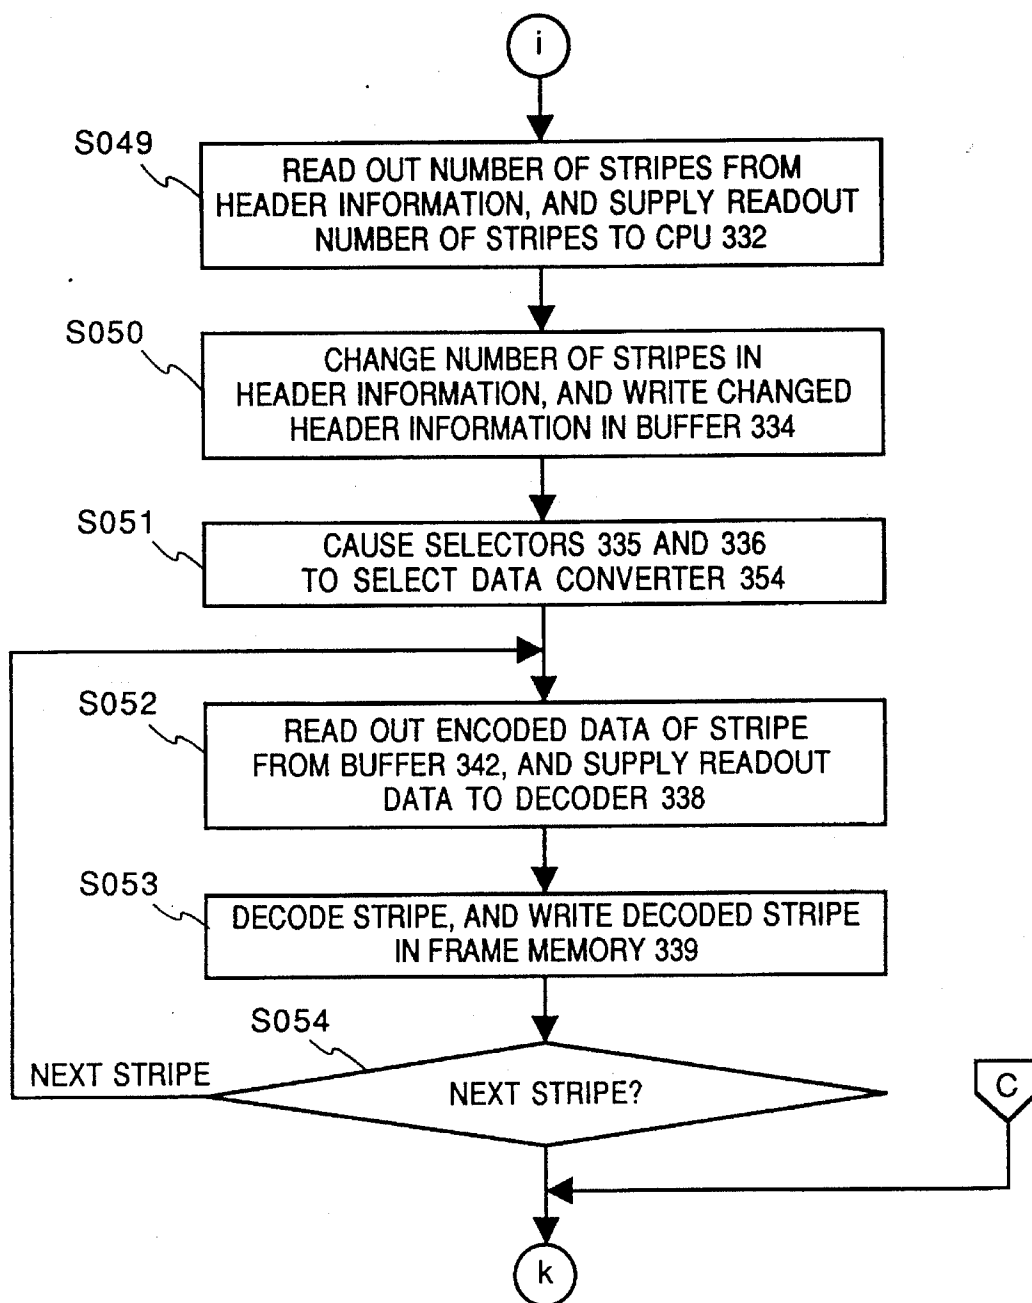 i
S049
READ OUT NUMBER OF STRIPES FROM
HEADER INFORMATION, AND SUPPLY READOUT
NUMBER OF STRIPES TO CPU 332
S050
CHANGE NUMBER OF STRIPES IN
HEADER INFORMATION, AND WRITE CHANGED
HEADER INFORMATION IN BUFFER 334
S051
CAUSE SELECTORS 335 AND 336
TO SELECT DATA CONVERTER 354
S052
READ OUT ENCODED DATA OF STRIPE
FROM BUFFER 342, AND SUPPLY READOUT
DATA TO DECODER 338
S053
DECODE STRIPE, AND WRITE DECODED STRIPE
IN FRAME MEMORY 339
S054
NEXT STRIPE
NEXT STRIPE?
C
k